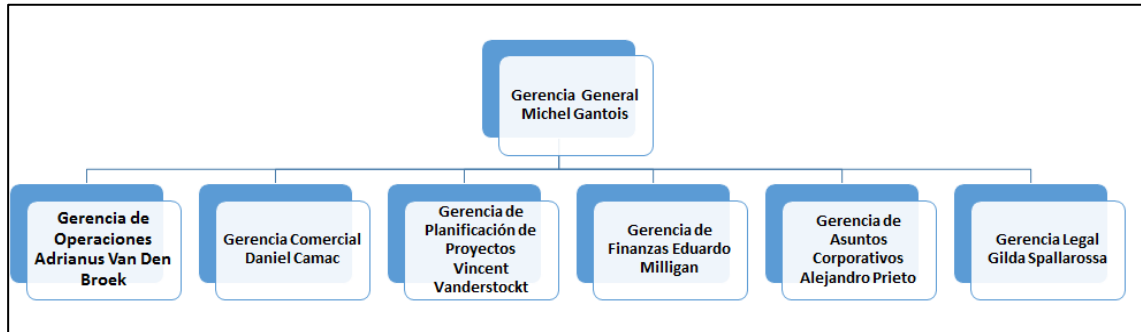 Gerencia General
Michel Gantois
Gerencia de
Operaciones
Adrianus Van Den
Broek
Gerencia Comercial
Daniel Camac
Gerencia de
Planificación de
Proyectos
Vincent
Vanderstockt
Gerencia de
Finanzas Eduardo
Milligan
Gerencia de
Asuntos
Corporativos
Alejandro Prieto
Gerencia Legal
Gilda Spallarossa